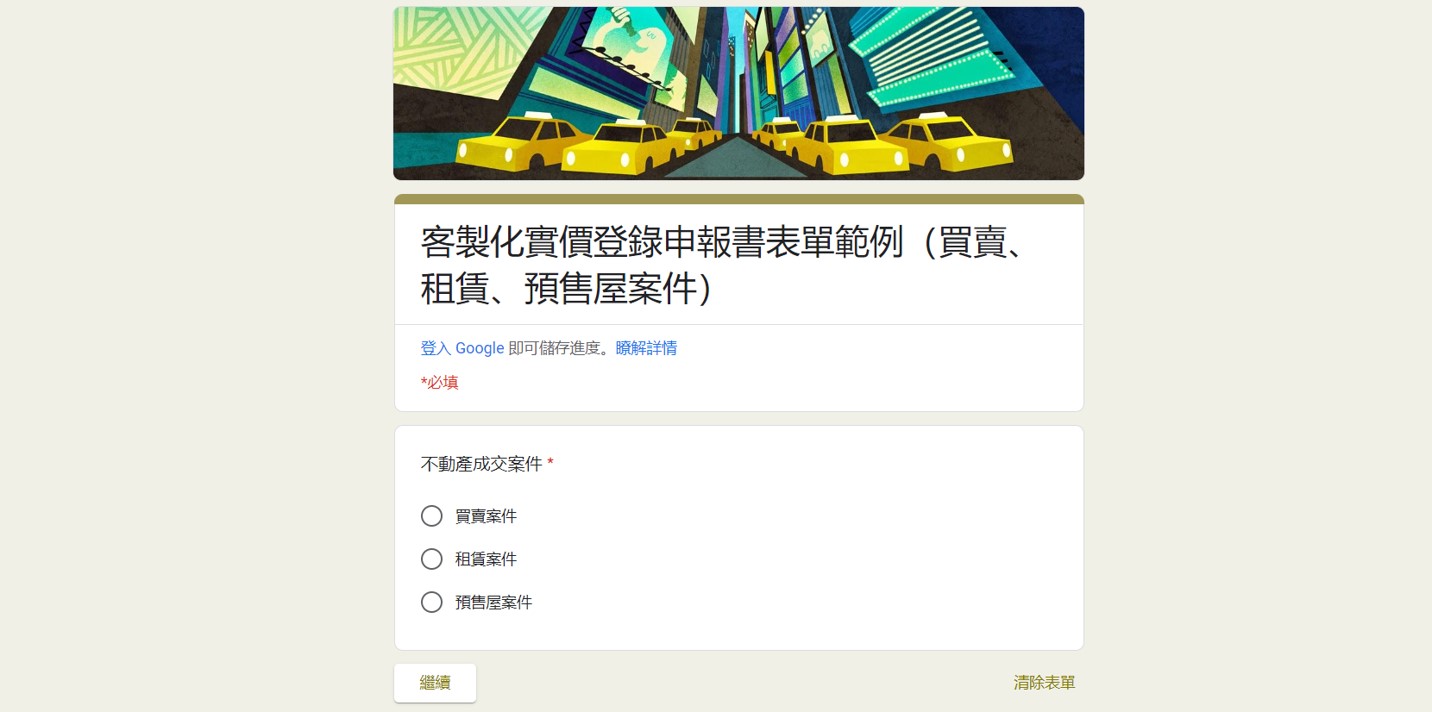 客製化實價登錄申報書表單範例（買賣、
租賃、預售屋案件）
登入 Google 即可儲存進度。瞭解詳情
*必填
不動產成交案件 *
買賣案件
租賃案件
預售屋案件
繼續 清除表單